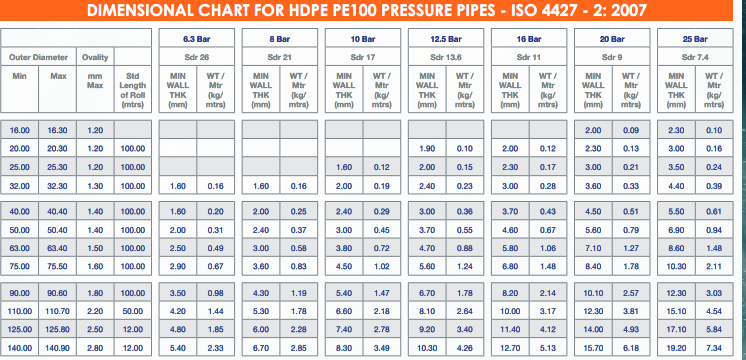 DIMENSIONAL CHART FOR HDPE PE100 PRESSURE PIPES - ISO 4427 - 2: 2007
6.3 Bar 8 Bar 10 Bar 12.5 Bar 16 Bar 20 Bar 25 Bar
Outer Diameter Ovality Sdr 26 Sdr 21 Sdr 17 Sdr 13.6 Sdr 11 Sdr 9 Sdr 7.4
Min Max mm Std MIN WT / MIN WT / MIN WT / MIN WT / MIN WT / MIN WT / MIN WT /
Max Length WALL Mtr WALL Mtr WALL Mtr WALL Mtr WALL Mtr WALL Mtr WALL Mtr
of Roll THK (kg/ THK (kg/ THK (kg/ THK (kg/ THK (kg/ THK (kg/ THK (kg/
(mtrs) (mm) mtrs) (mm) mtrs) (mm) mtrs) (mm) mtrs) (mm) mtrs) (mm) mtrs) (mm) mtrs)
16.00 16.30 1.20 2.00 0.09 2.30 0.10
20.00 20.30 1.20 100.00 1.90 0.10 2.00 0.12 2.30 0.13 3.00 0.16
25.00 25.30 1.20 100.00 1.60 0.12 2.00 0.15 2.30 0.17 3.00 0.21 3.50 0.24
32.00 32.30 1.30 100.00 1.60 0.16 1.60 0.16 2.00 0.19 2.40 0.23 3.00 0.28 3.60 0.33 4.40 0.39
40.00 40.40 1.40 100.00 1.60 0.20 2.00 0.25 2.40 0.29 3.00 0.36 3.70 0.43 4.50 0.51 5.50 0.61
50.00 50.40 1.40 100.00 2.00 0.31 2.40 0.37 3.00 0.45 3.70 0.55 4.60 0.67 5.60 0.79 6.90 0.94
63.00 63.40 1.50 100.00 2.50 0.49 3.00 0.58 3.80 0.72 4.70 0.88 5.80 1.06 7.10 1.27 8.60 1.48
75.00 75.50 1.60 100.00 2.90 0.67 3.60 0.83 4.50 1.02 5.60 1.24 6.80 1.48 8.40 1.78 10.30 2.11
90.00 90.60 1.80 100.00 3.50 0.98 4.30 1.19 5.40 1.47 6.70 1.78 8.20 2.14 10.10 2.57 12.30 3.03
110.00 110.70 2.20 50.00 4.20 1.44 5.30 1.78 6.60 2.18 8.10 2.64 10.00 3.17 12.30 3.81 15.10 4.54
125.00 125.80 2.50 12.00 4.80 1.85 6.00 2.28 7.40 2.78 9.20 3.40 11.40 4.12 14.00 4.93 17.10 5.84
140.00 140.90 2.80 12.00 5.40 2.33 6.70 2.85 8.30 3.49 10.30 4.26 12.70 5.13 15.70 6.18 19.20 7.34